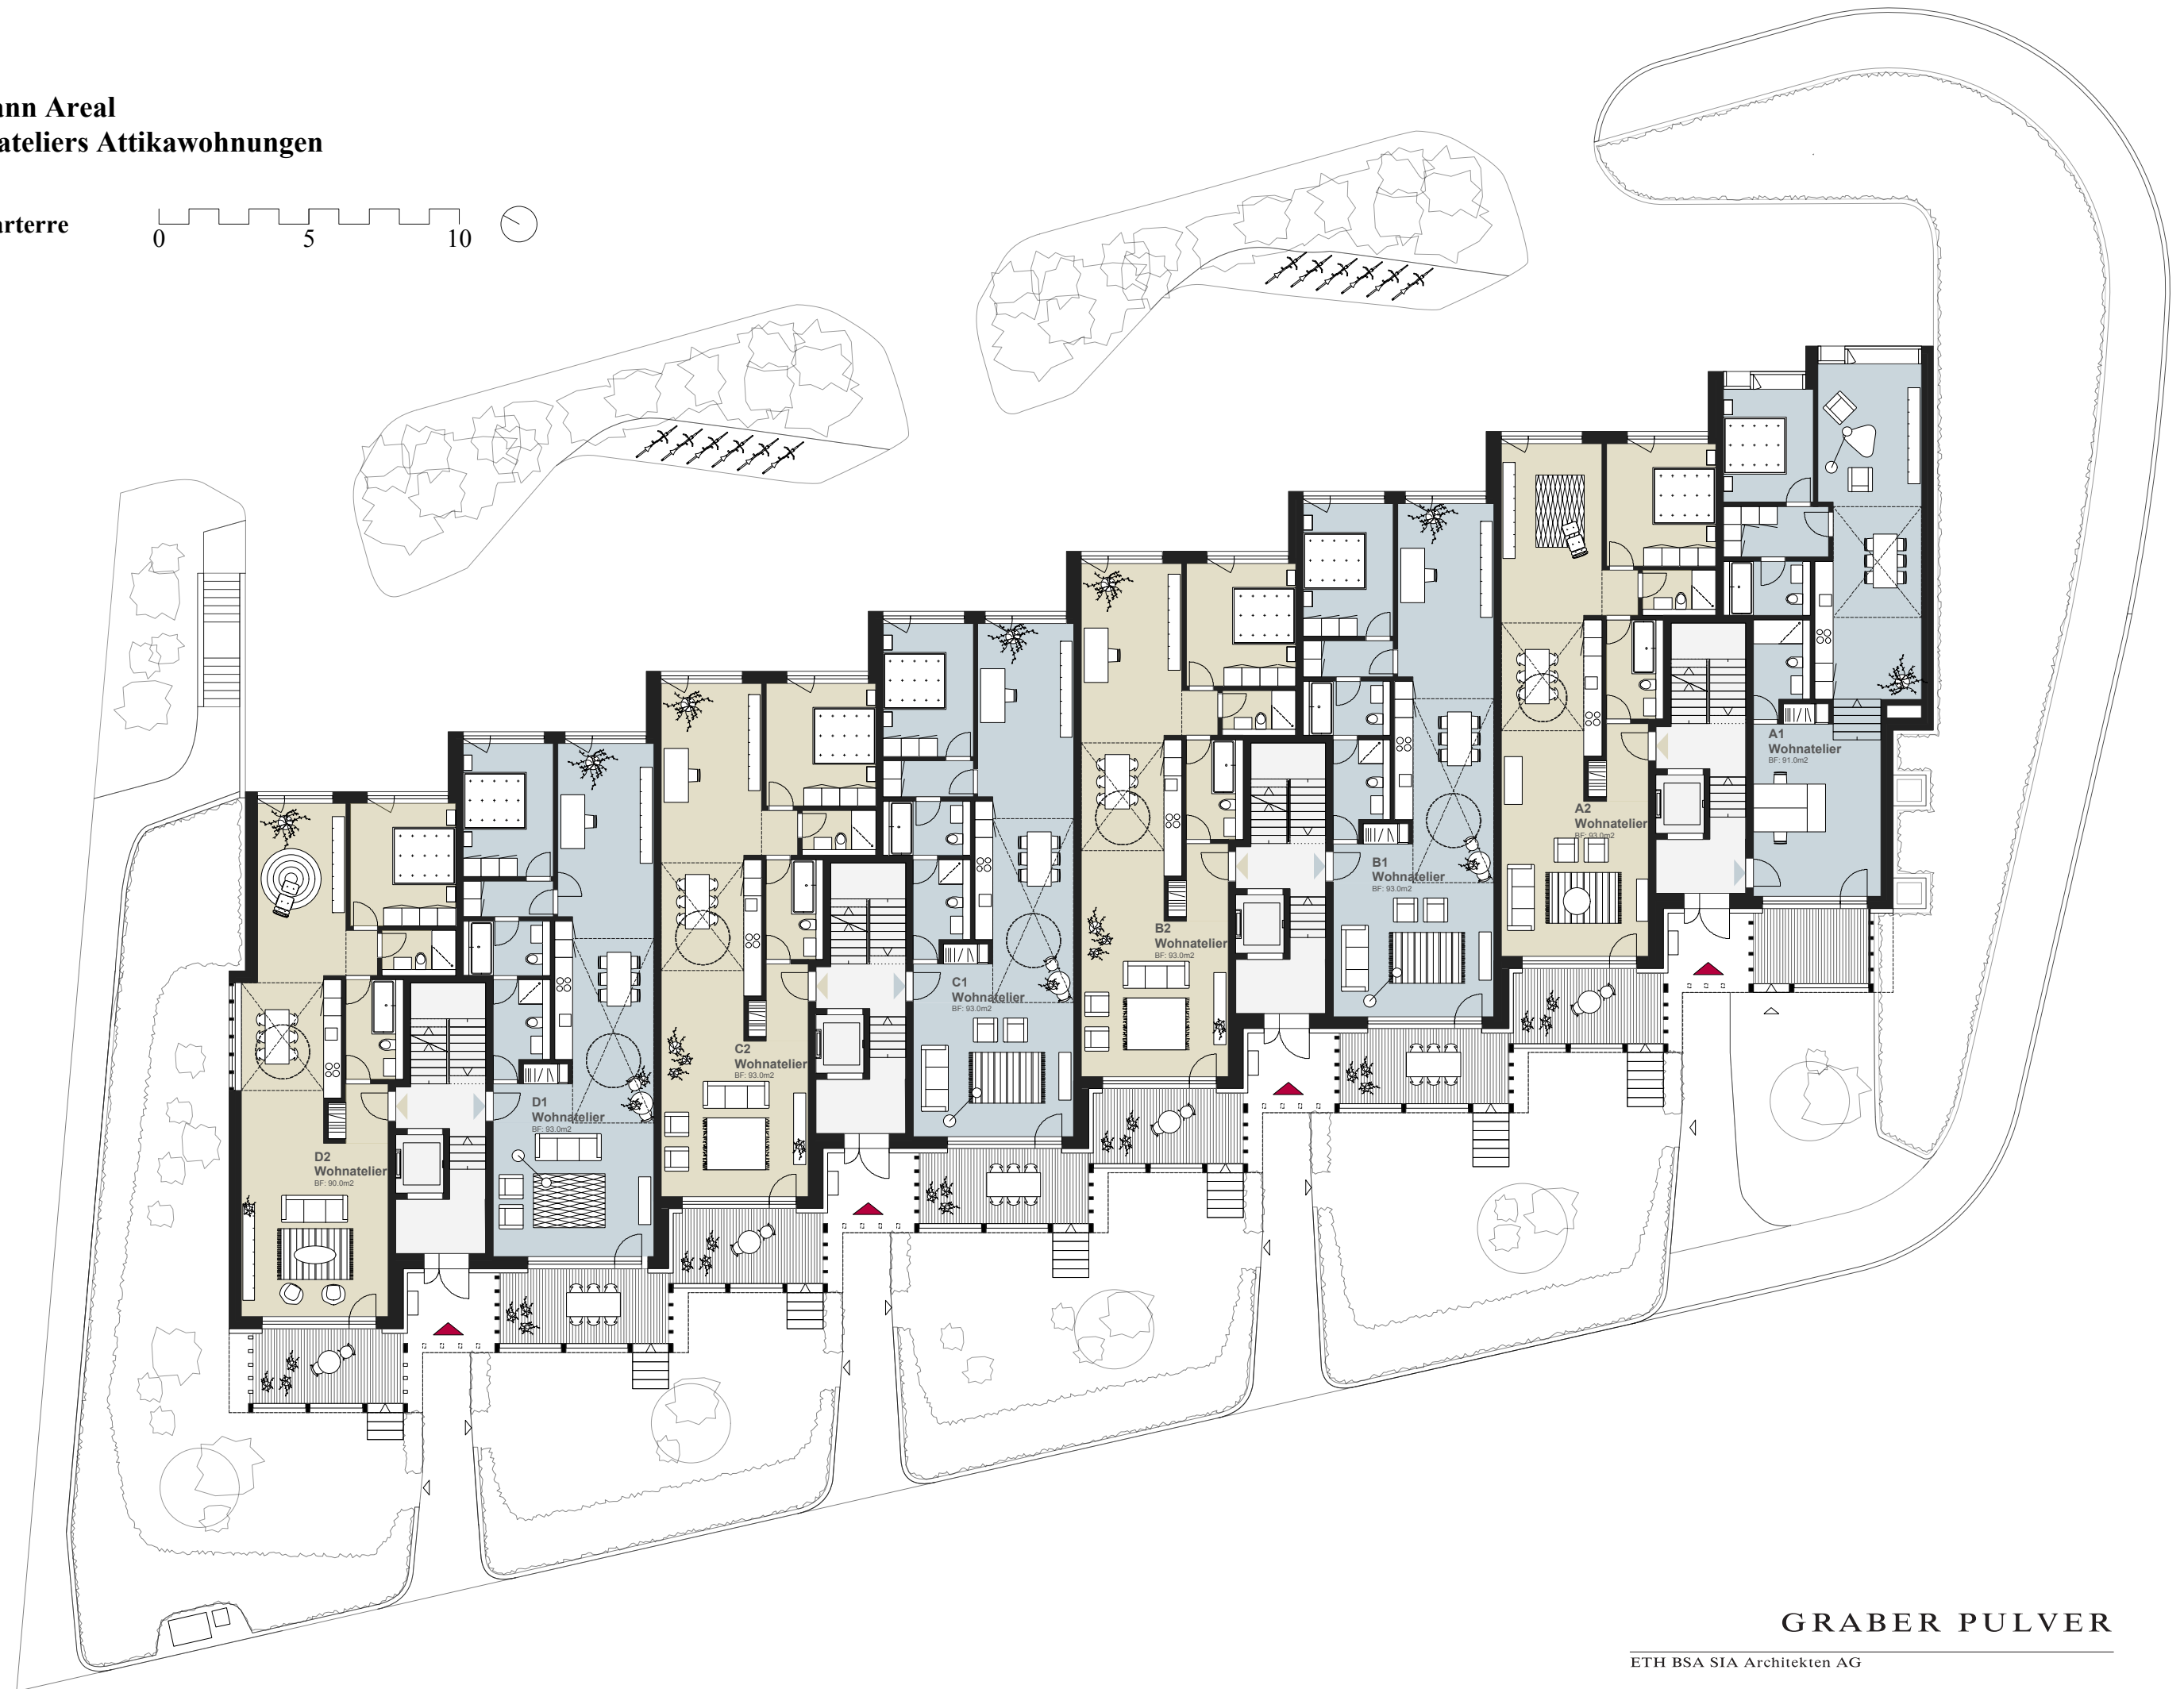 ann Areal
ateliers Attikawohnungen
arterre
0 5 10
A1
Wohnatelier
BF: 91.0m2
A2
Wohnatelier
BF: 93.0m2
B1
Wohnatelier
BF: 93.0m2
B2
Wohnatelier
BF: 93.0m2
C1
Wohnatelier
BF: 93.0m2
C2
Wohnatelier
BF: 93.0m2
D1
Wohnatelier
BF: 93.0m2
D2
Wohnatelier
BF: 90.0m2
GRABER PULVER
ETH BSA SIA Architekten AG